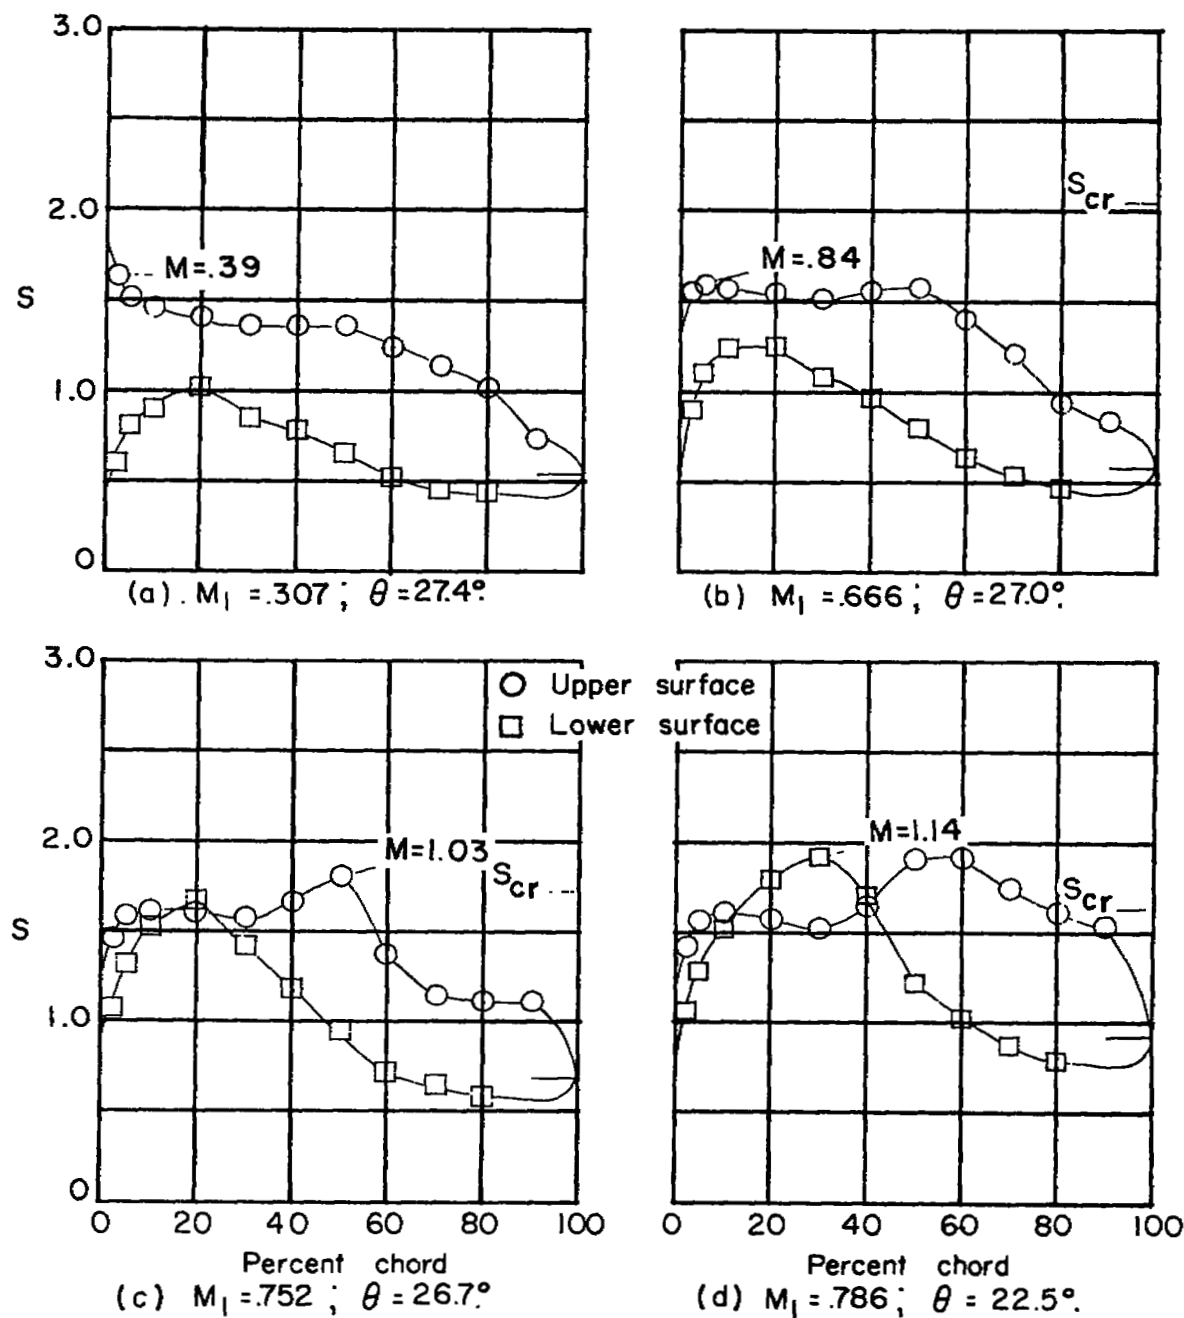 3.0
2.0
S
1.0
0
M=.39
(a). M₁ =.307; θ=27.4°.
Scr
M=.84
(b) M₁ =.666; θ=27.0°.
3.0
2.0
S
1.0
0
○ Upper surface
□ Lower surface
M=1.03
Scr
0 20 40 60 80 100
Percent chord
(c) M₁=.752; θ=26.7°.
M=1.14
Scr
0 20 40 60 80 100
Percent chord
(d) M₁=.786; θ= 22.5°.